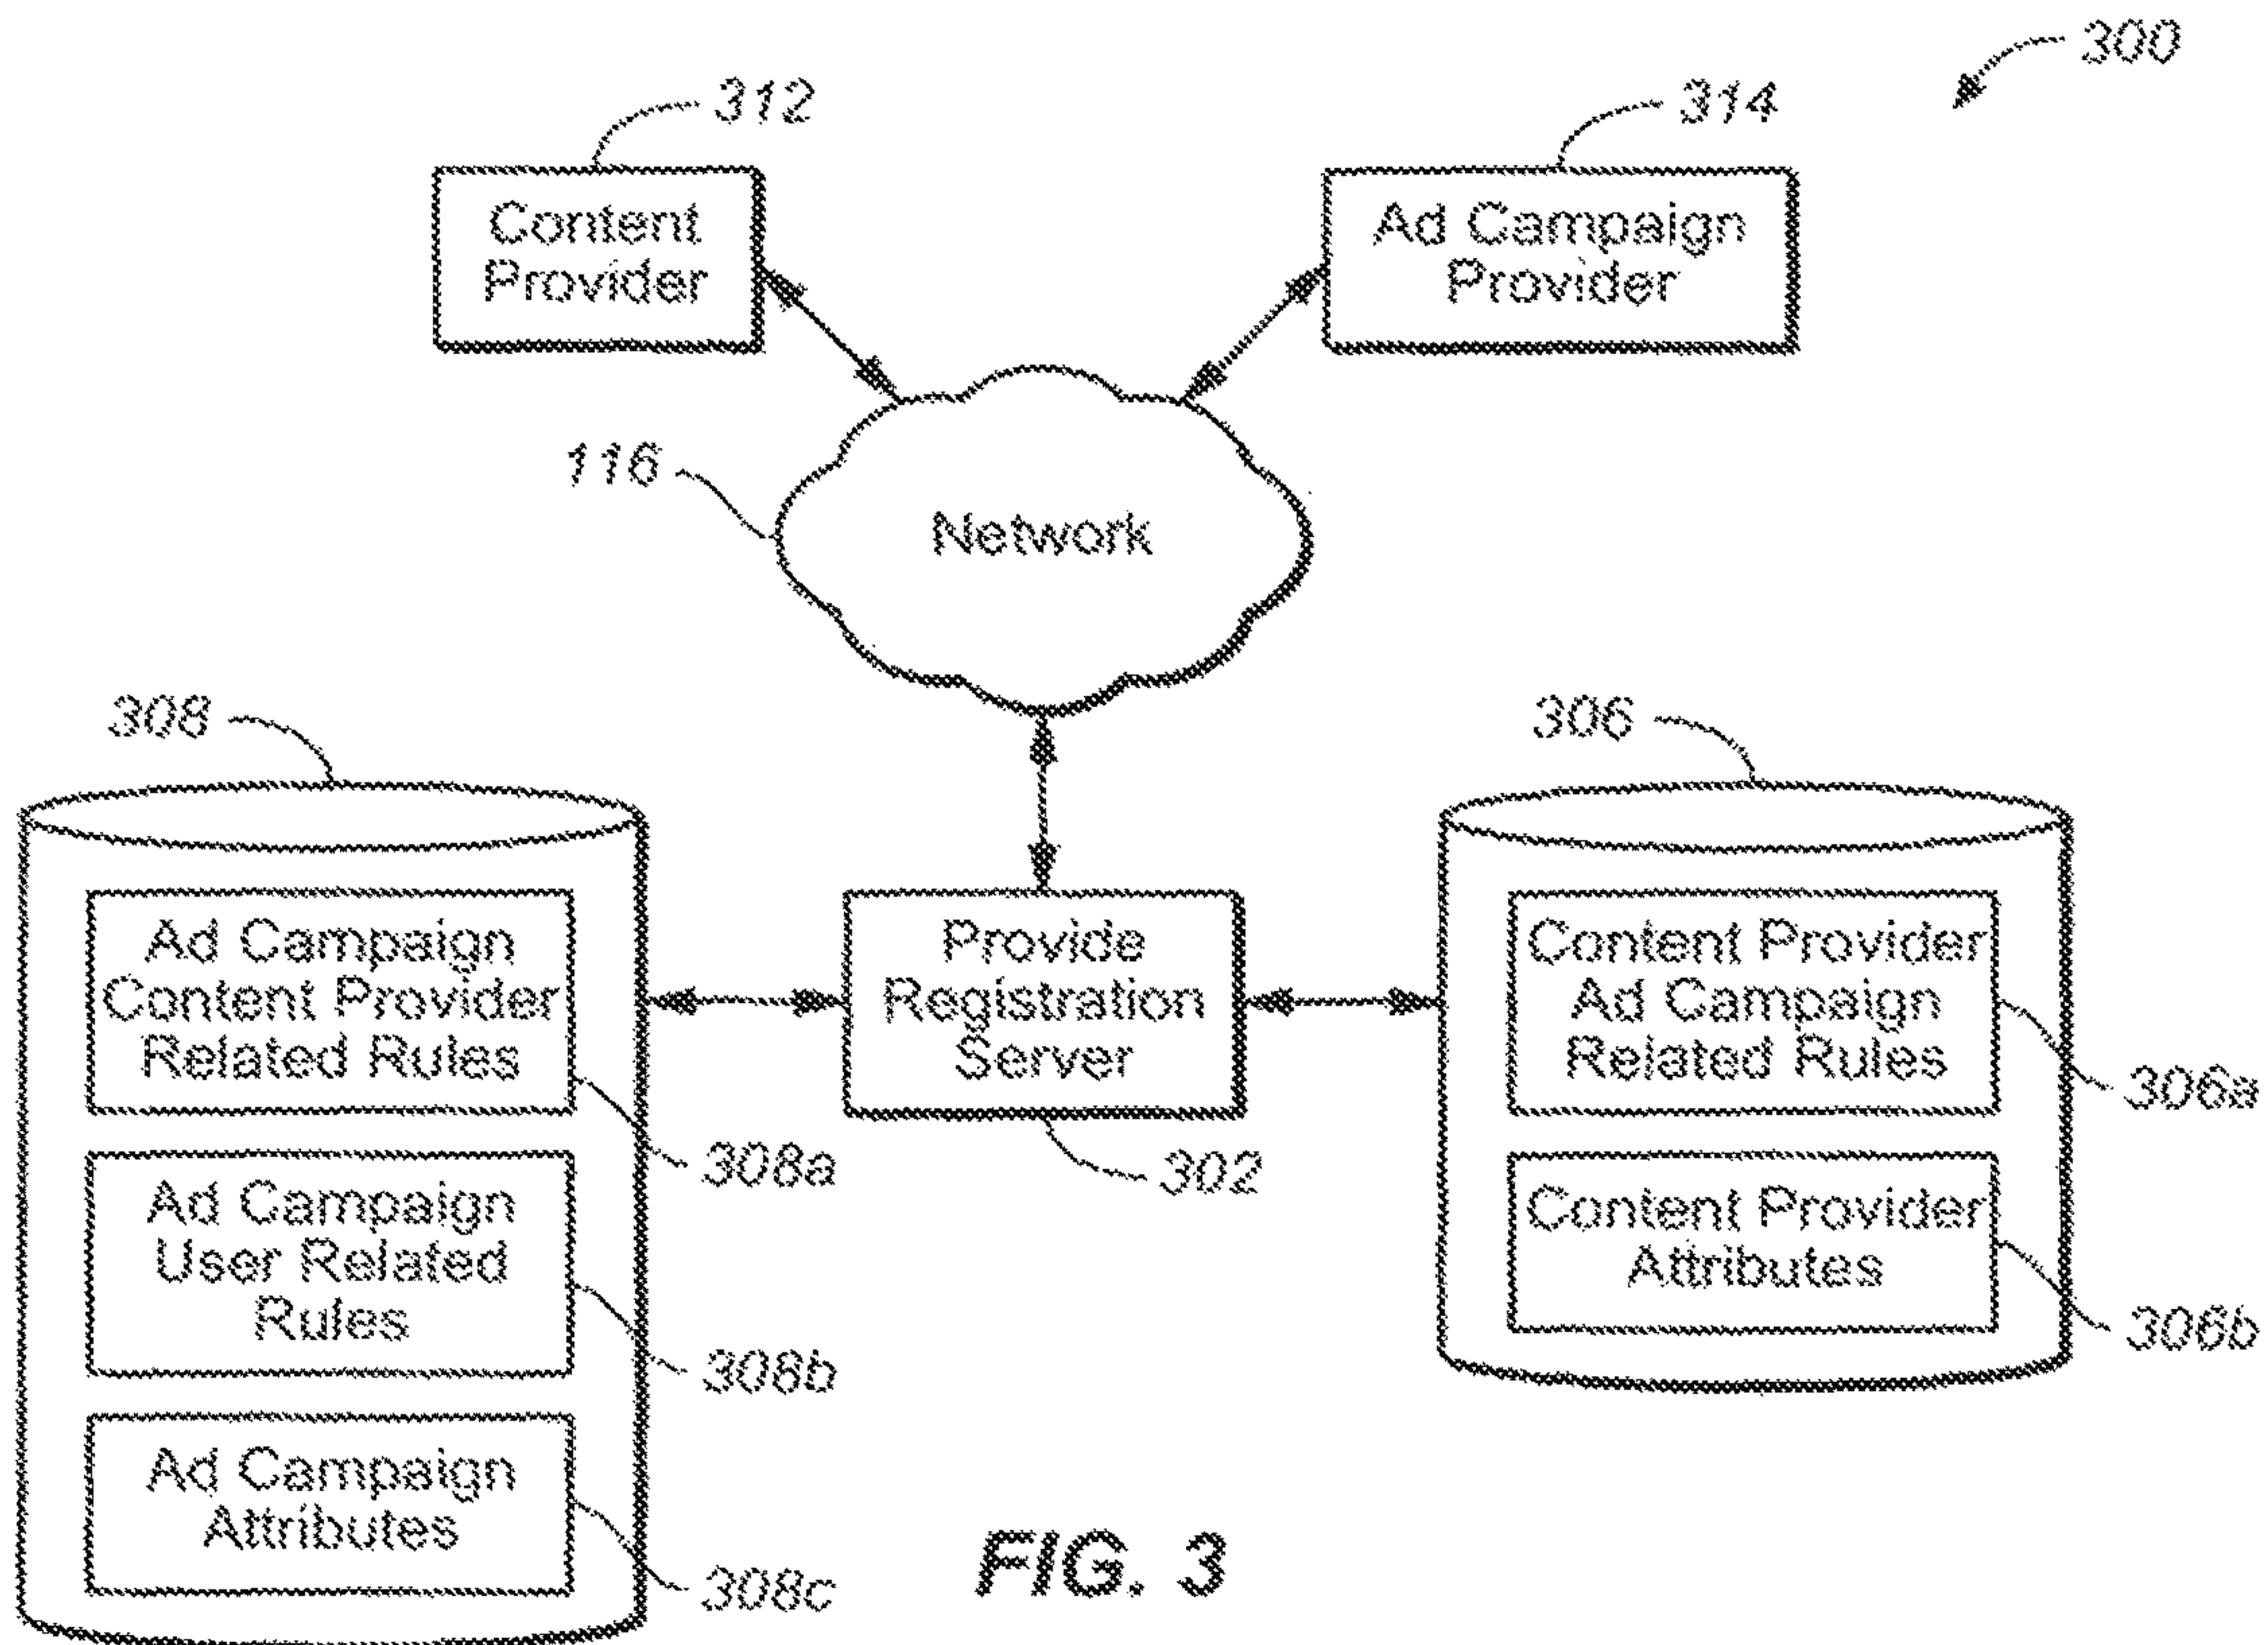 300
312
314
Content
Provider
Ad Campaign
Provider
116
Network
308
306
Ad Campaign
Content Provider
Related Rules
Provide
Registration
Server
Content Provider
Ad Campaign
Related Rules
306a
308a
302
Ad Campaign
User Related
Rules
Content Provider
Attributes
306b
308b
Ad Campaign
Attributes
308c
FIG. 3